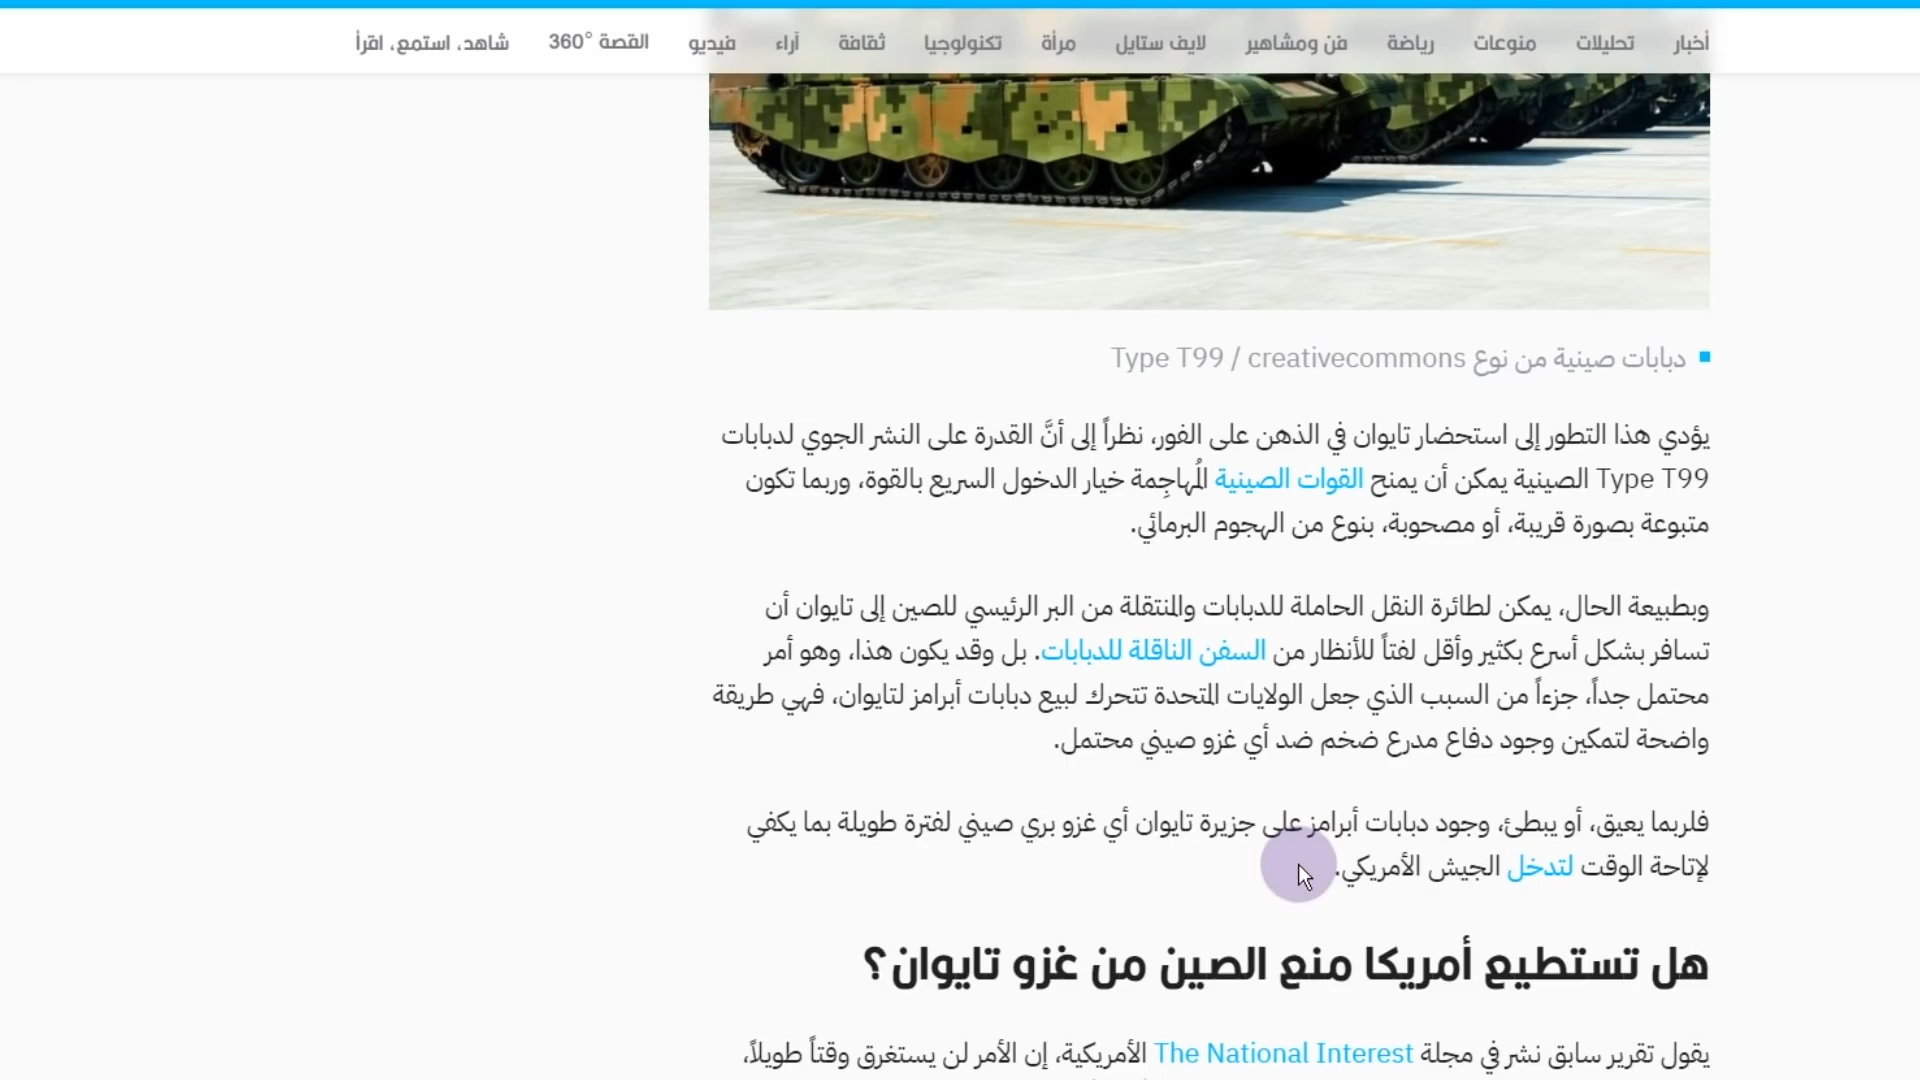 أخبار تحليلات منوعات رياضة فن ومشاهير لايف ستايل مرأة تكنولوجيا ثقافة آراء فيديو القصة °360 شاهد، استمع، اقرأ
دبابات صينية من نوع Type T99 / creativecommons
يؤدي هذا التطور إلى استحضار تايوان في الذهن على الفور، نظراً إلى أنَّ القدرة على النشر الجوي لدبابات
Type T99 الصينية يمكن أن يمنح القوات الصينية المُهاجِمة خيار الدخول السريع بالقوة، وربما تكون
متبوعة بصورة قريبة، أو مصحوبة، بنوع من الهجوم البرمائي.
وبطبيعة الحال، يمكن لطائرة النقل الحاملة للدبابات والمنتقلة من البر الرئيسي للصين إلى تايوان أن
تسافر بشكل أسرع بكثير وأقل لفتاً للأنظار من السفن الناقلة للدبابات. بل وقد يكون هذا، وهو أمر
محتمل جداً، جزءاً من السبب الذي جعل الولايات المتحدة تتحرك لبيع دبابات أبرامز لتايوان، فهي طريقة
واضحة لتمكين وجود دفاع مدرع ضخم ضد أي غزو صيني محتمل.
فلربما يعيق، أو يبطئ، وجود دبابات أبرامز على جزيرة تايوان أي غزو بري صيني لفترة طويلة بما يكفي
لإتاحة الوقت لتدخل الجيش الأمريكي.
هل تستطيع أمريكا منع الصين من غزو تايوان؟
يقول تقرير سابق نشر في مجلة The National Interest الأمريكية، إن الأمر لن يستغرق وقتاً طويلاً،